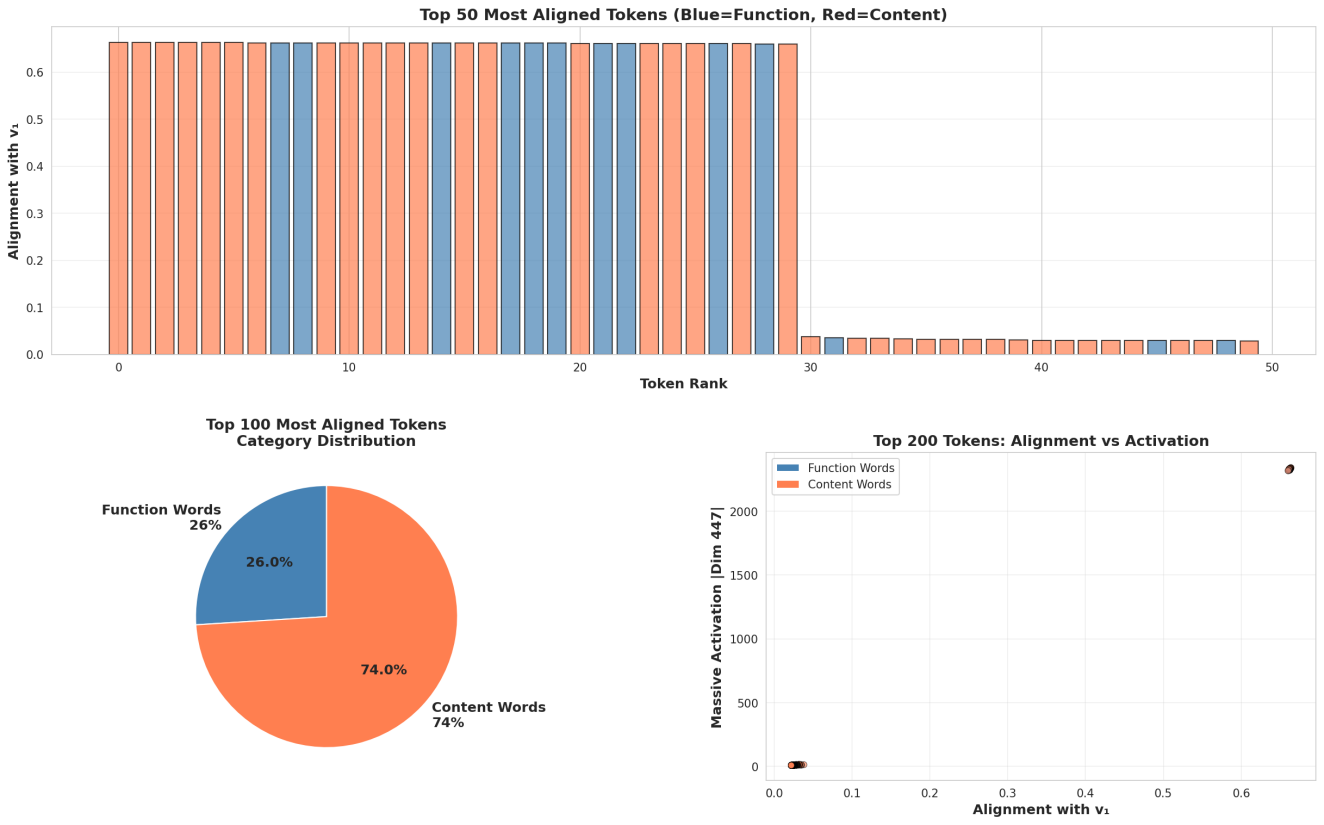 Top 50 Most Aligned Tokens (Blue=Function, Red=Content)
Alignment with v₁
0.6
0.5
0.4
0.3
0.2
0.1
0.0
0 10 20 30 40 50
Token Rank
Top 100 Most Aligned Tokens
Category Distribution
Function Words
26%
26.0%
74.0%
Content Words
74%
Top 200 Tokens: Alignment vs Activation
Function Words
Content Words
Massive Activation |Dim 447|
2000
1500
1000
500
0
0.0 0.1 0.2 0.3 0.4 0.5 0.6
Alignment with v₁